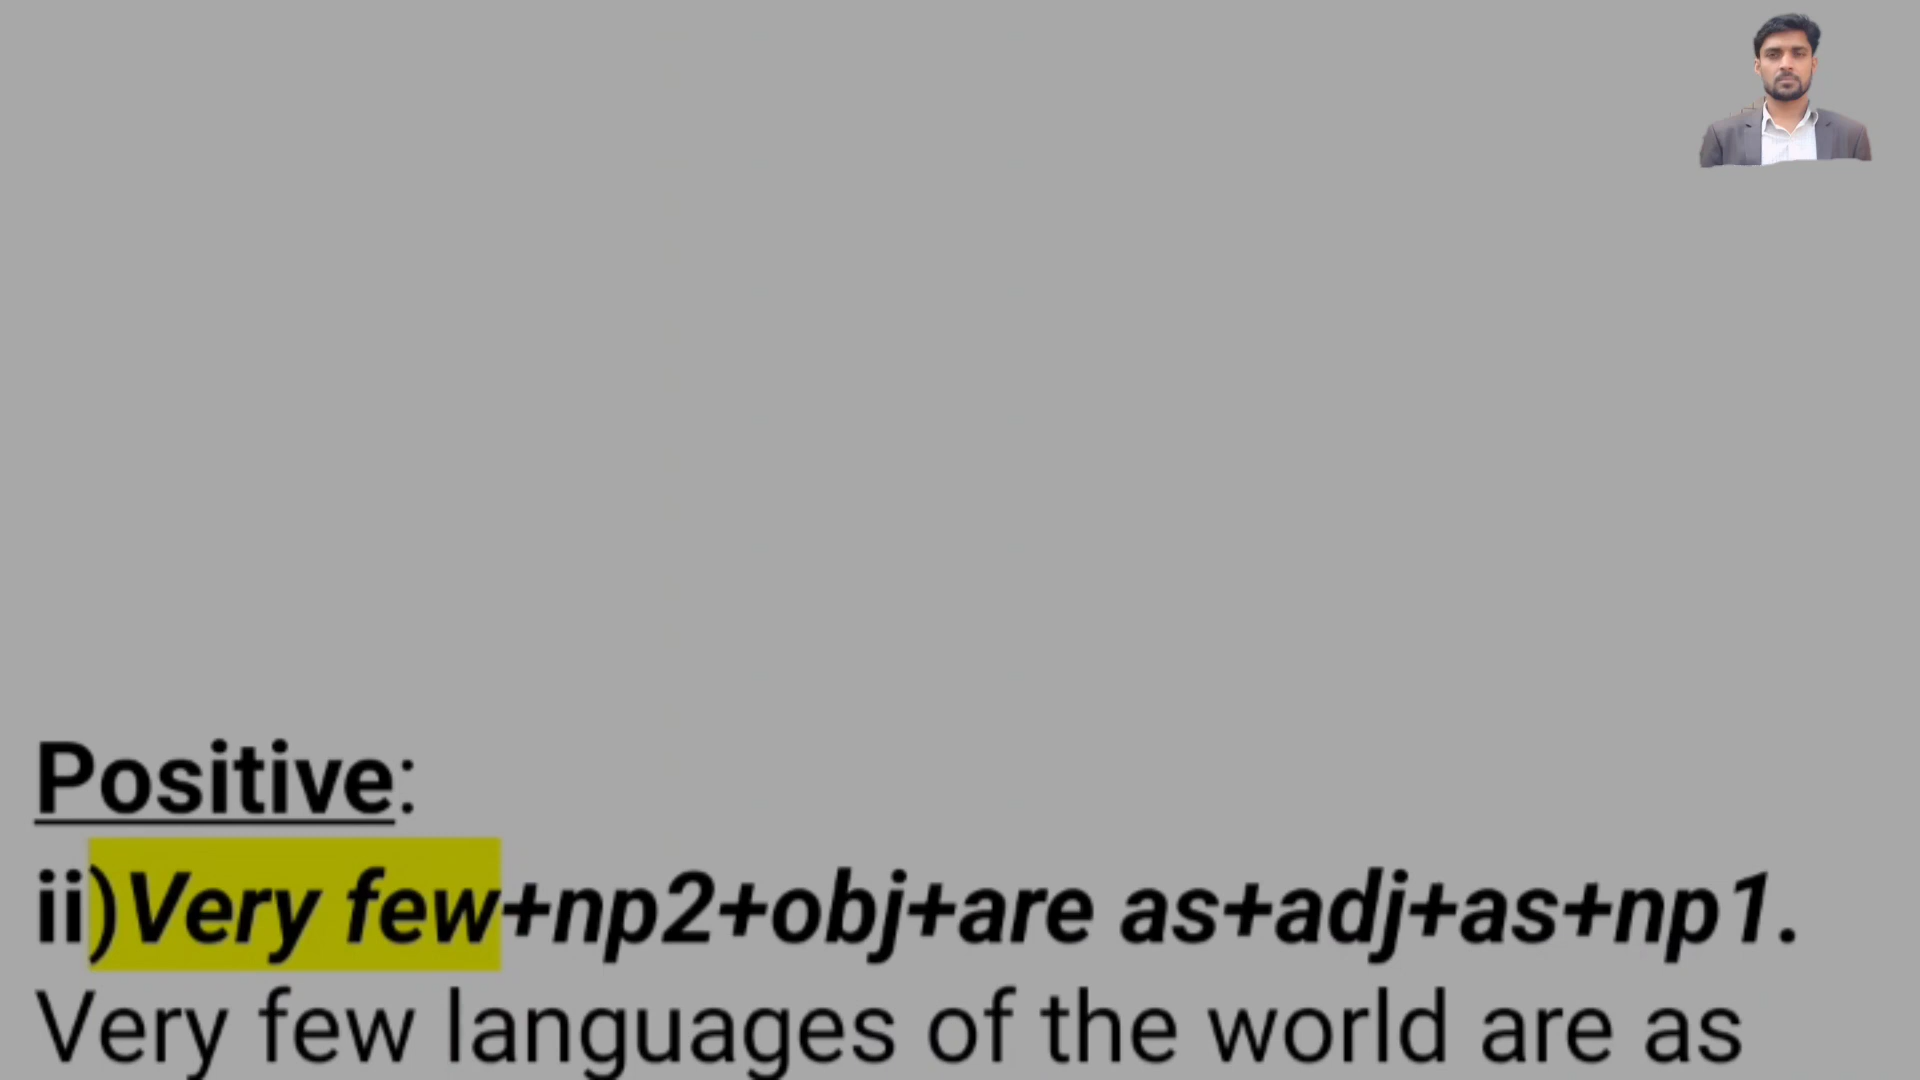 Positive:
ii)Very few+np2+obj+are as+adj+as+np1.
Very few languages of the world are as